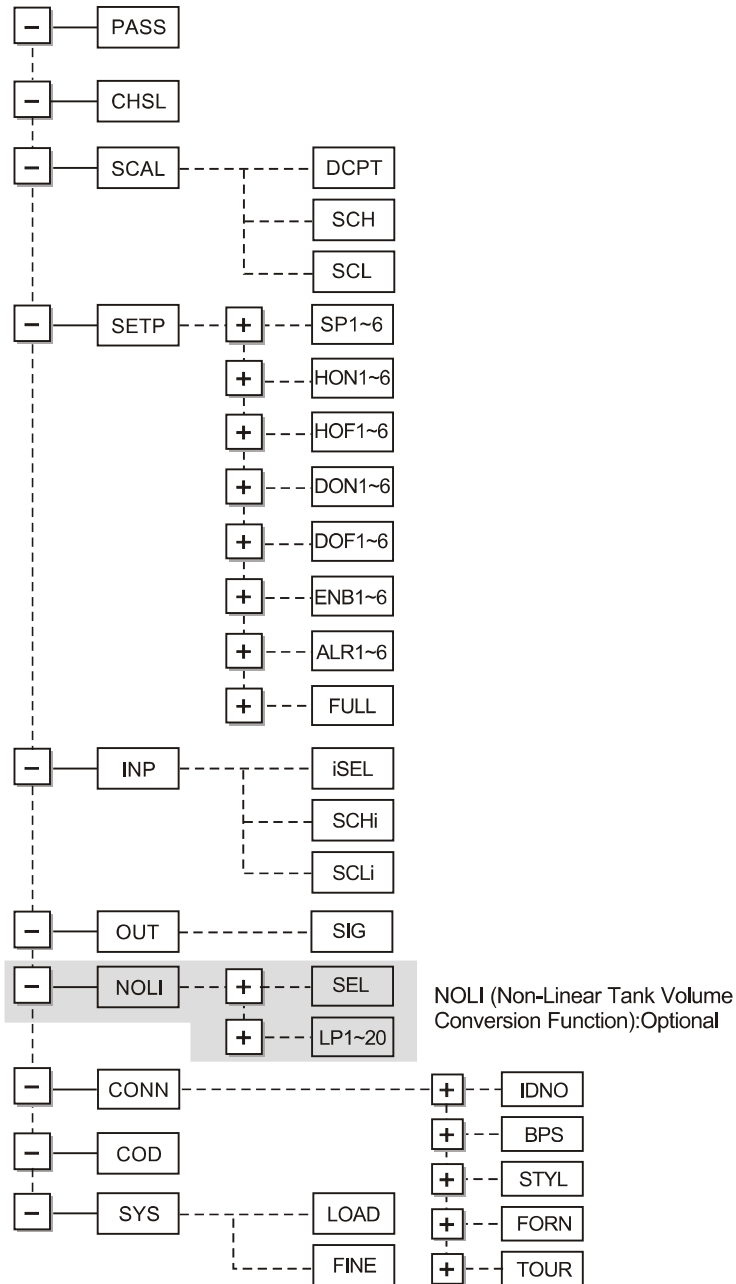 PASS
CHSL
SCAL
DCPT
SCH
SCL
SETP
SP1~6
HON1~6
HOF1~6
DON1~6
DOF1~6
ENB1~6
ALR1~6
FULL
INP
iSEL
SCHi
SCLi
OUT
SIG
NOLI
SEL
LP1~20
NOLI (Non-Linear Tank Volume
Conversion Function):Optional
CONN
IDNO
BPS
STYL
FORN
TOUR
COD
SYS
LOAD
FINE